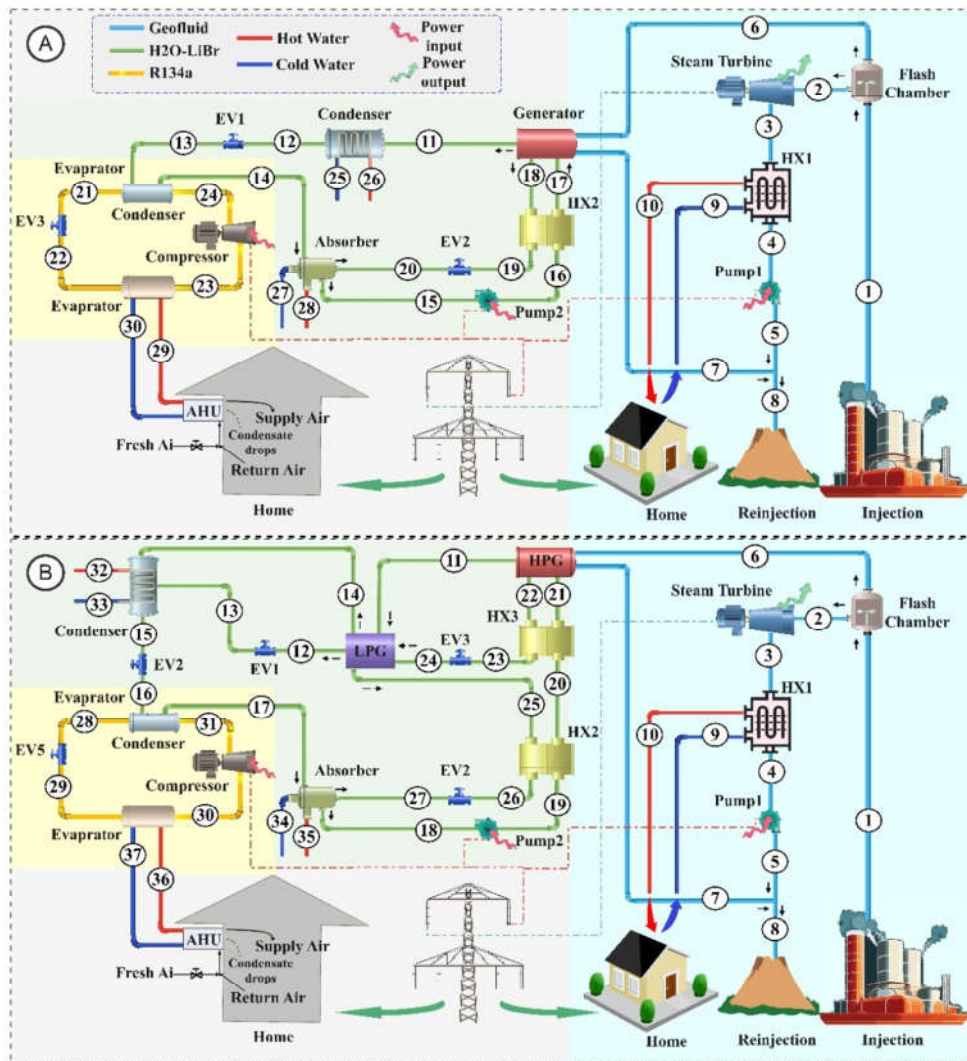 A
Geofluid
H2O-LiBr
R134a
Hot Water
Cold Water
Power
input
Power
output
6
Steam Turbine
2
Flash
Chamber
3
Generator
Condenser
EV1
13
12
11
25
26
18
17
HX1
10
9
Evaprator
21
14
24
EV3
Condenser
HX2
Compressor
Absorber
EV2
22
23
20
19
16
4
Evaprator
27
28
15
Pump2
Pump1
1
5
30
29
7
8
AHU
Supply Air
Condensate
drops
Fresh Ai
Return Air
Home
Home
Reinjection
Injection
B
32
33
Condenser
15
13
14
11
HPG
6
22
21
Steam Turbine
2
Flash
Chamber
3
HX3
EV2
EV1
12
LPG
24
EV3
23
20
HX1
16
25
10
9
Evaprator
28
17
31
EV5
Condenser
HX2
Compressor
Absorber
EV2
29
30
27
26
19
4
Evaprator
34
35
18
Pump2
Pump1
1
5
37
36
7
8
AHU
Supply Air
Condensate
drops
Fresh Ai
Return Air
Home
Home
Reinjection
Injection